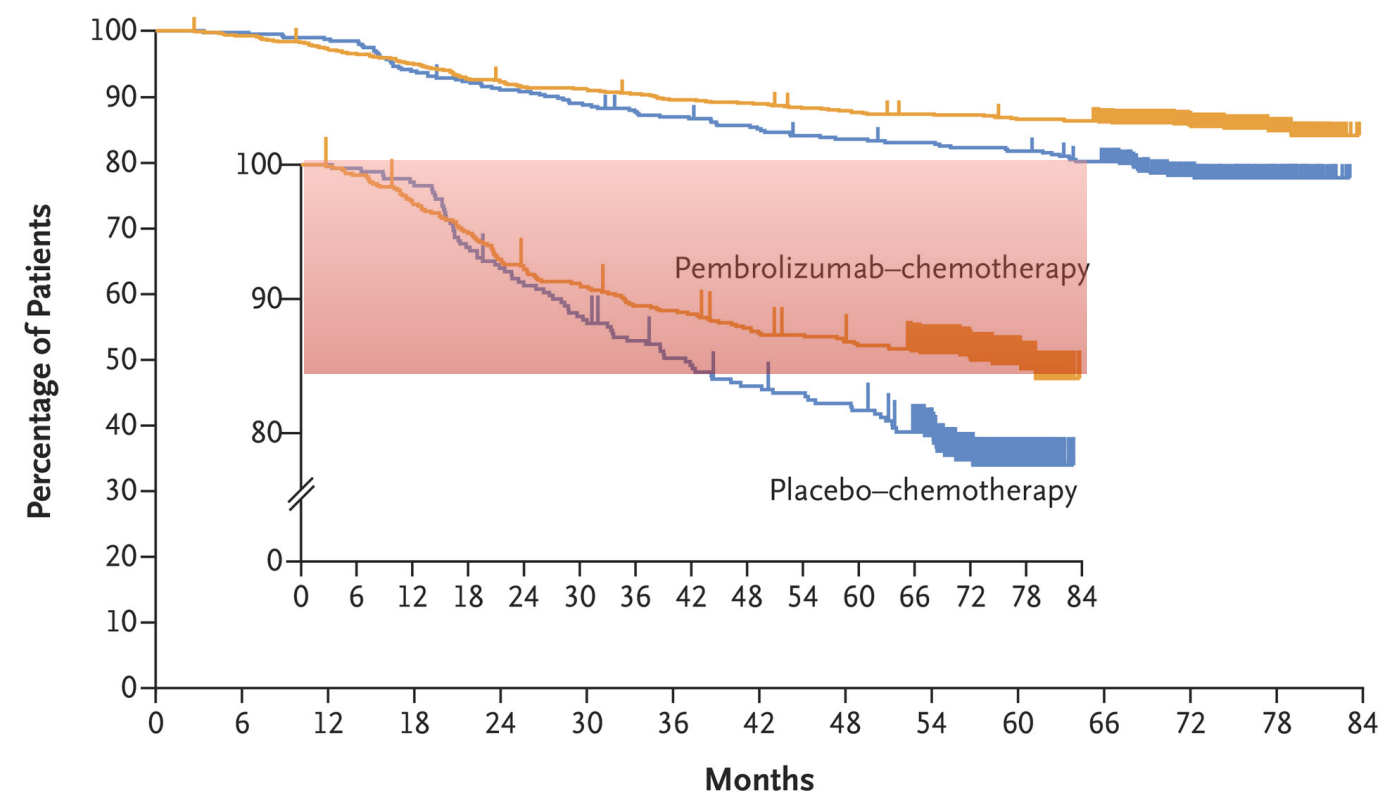 Percentage of Patients
100
90
80
70
60
50
40
30
20
10
0
100
90
80
0
Pembrolizumab–chemotherapy
Placebo–chemotherapy
0 6 12 18 24 30 36 42 48 54 60 66 72 78 84
0 6 12 18 24 30 36 42 48 54 60 66 72 78 84
Months